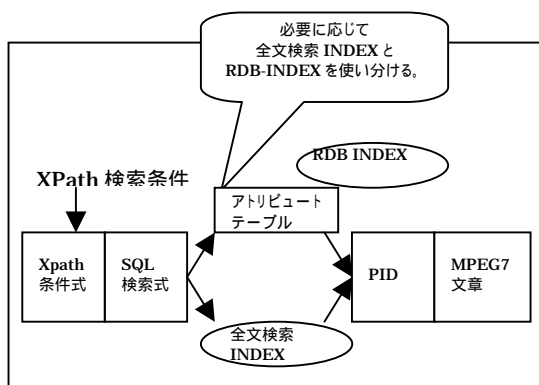 必要に応じて
全文検索 INDEX と
RDB-INDEX を使い分ける。
RDB INDEX
XPath 検索条件
アトリビュート
テーブル
Xpath
条件式
SQL
検索式
PID
MPEG7
文章
全文検索
INDEX